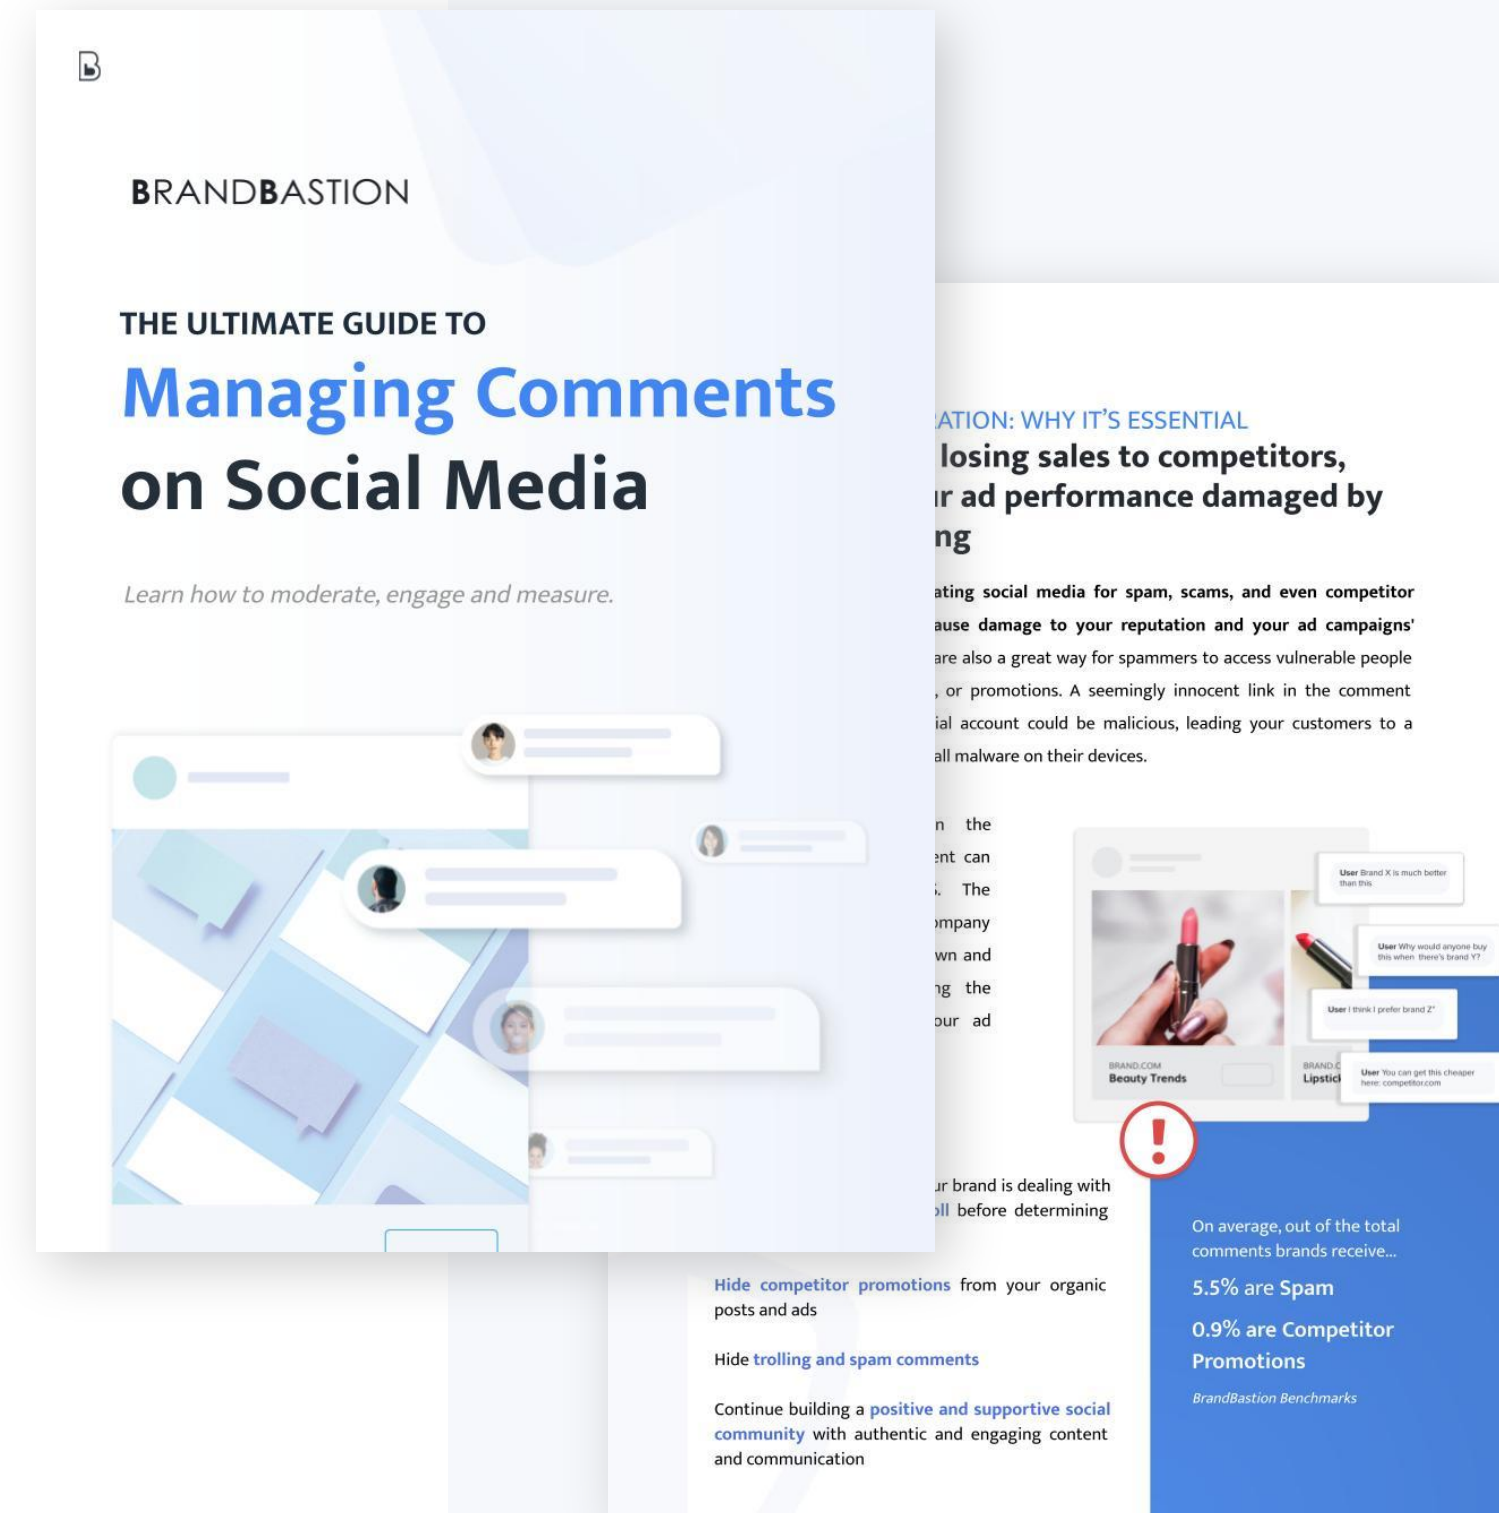 BRANDBASTION
THE ULTIMATE GUIDE TO
Managing Comments
on Social Media
Learn how to moderate, engage and measure.
ATION: WHY IT'S ESSENTIAL
losing sales to competitors,
r ad performance damaged by
ng
ating social media for spam, scams, and even competitor
ause damage to your reputation and your ad campaigns'
are also a great way for spammers to access vulnerable people
, or promotions. A seemingly innocent link in the comment
ial account could be malicious, leading your customers to a
all malware on their devices.
n the
ent can
. The
ompany
wn and
ng the
our ad
User Brand X is much better
than this
User Why would anyone buy
this when there's brand Y?
User I think I prefer brand Z"
User You can get this cheaper
here: competitor.com
BRAND.COM
Beauty Trends
BRAND.C
Lipstick
ur brand is dealing with
oll before determining
Hide competitor promotions from your organic
posts and ads
Hide trolling and spam comments
Continue building a positive and supportive social
community with authentic and engaging content
and communication
On average, out of the total
comments brands receive...
5.5% are Spam
0.9% are Competitor
Promotions
BrandBastion Benchmarks